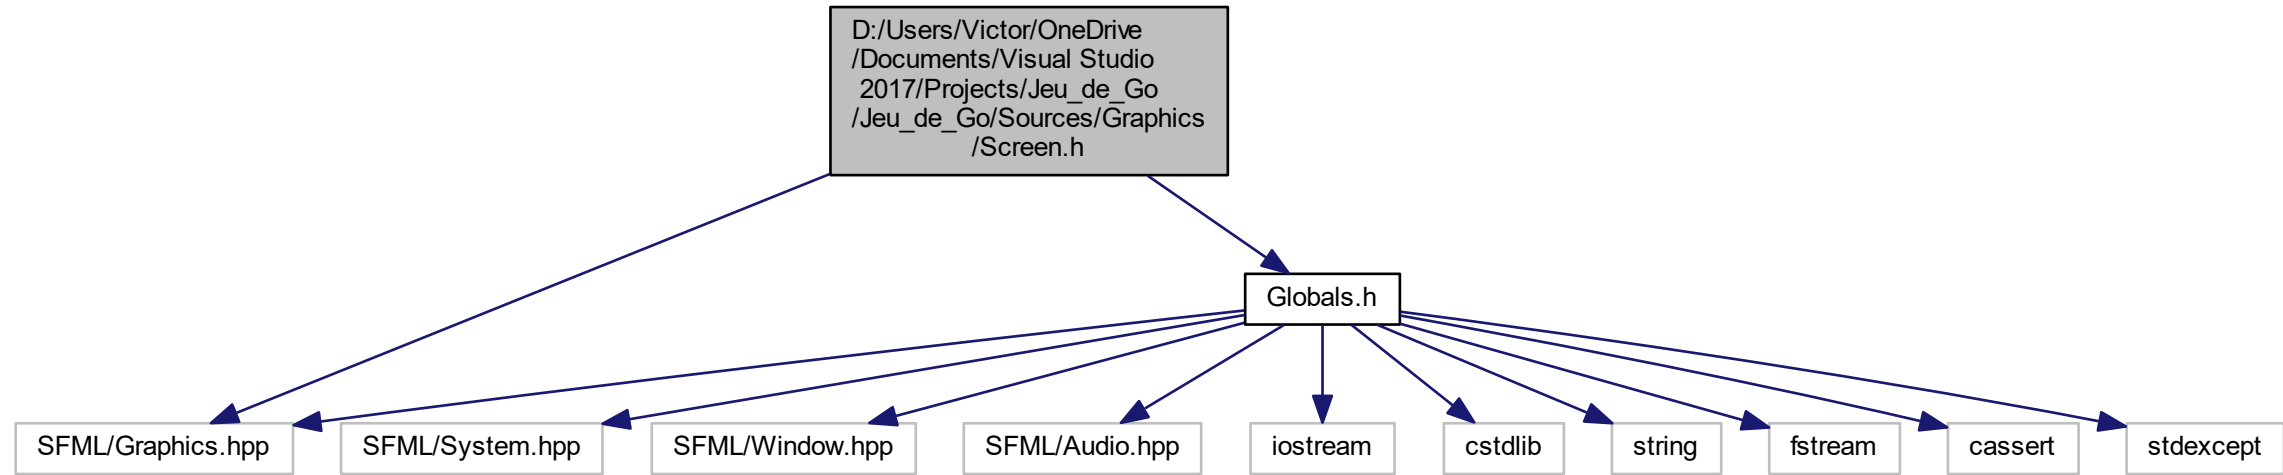 D:/Users/Victor/OneDrive
/Documents/Visual Studio
2017/Projects/Jeu_de_Go
/Jeu_de_Go/Sources/Graphics
/Screen.h
Globals.h
SFML/Graphics.hpp
SFML/System.hpp
SFML/Window.hpp
SFML/Audio.hpp
iostream
cstdlib
string
fstream
cassert
stdexcept